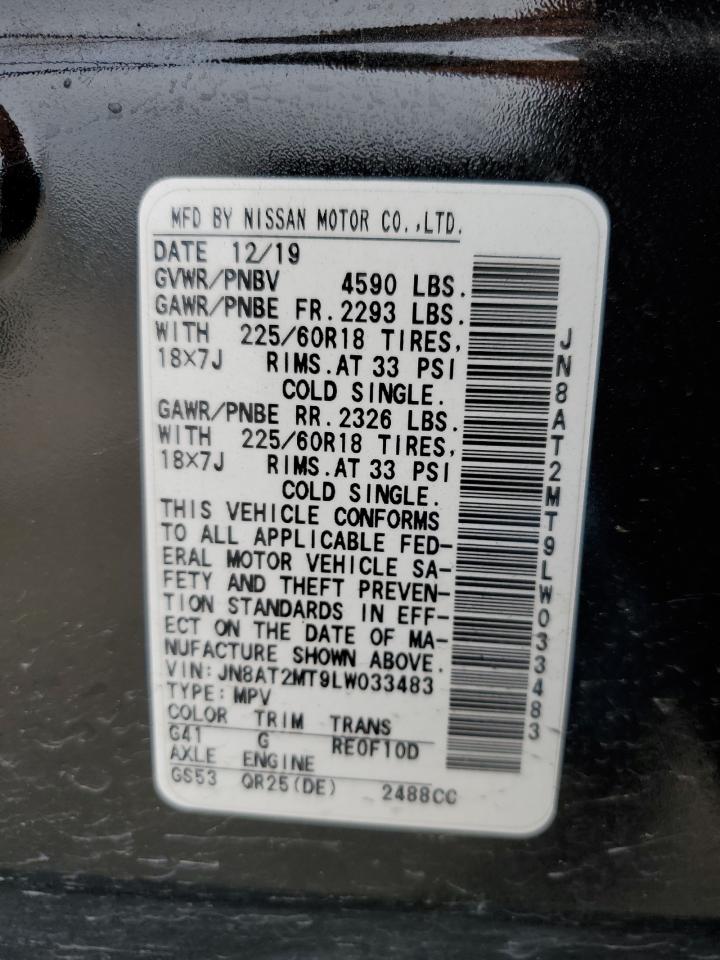 MFD BY NISSAN MOTOR CO.,LTD.
DATE 12/19
GVWR/PNBV 4590 LBS.
GAWR/PNBE FR.2293 LBS.
WITH 225/60R18 TIRES,
18X7J RIMS.AT 33 PSI
COLD SINGLE.
GAWR/PNBE RR.2326 LBS.
WITH 225/60R18 TIRES,
18X7J RIMS.AT 33 PSI
COLD SINGLE.
THIS VEHICLE CONFORMS
TO ALL APPLICABLE FED-
ERAL MOTOR VEHICLE SA-
FETY AND THEFT PREVEN-
TION STANDARDS IN EFF-
ECT ON THE DATE OF MA-
NUFACTURE SHOWN ABOVE.
VIN:JN8AT2MT9LW033483
TYPE:MPV
COLOR TRIM TRANS
G41 G RE0F10D
AXLE ENGINE
GS53 QR25(DE) 2488CC
JN8AT2MT9LW033483